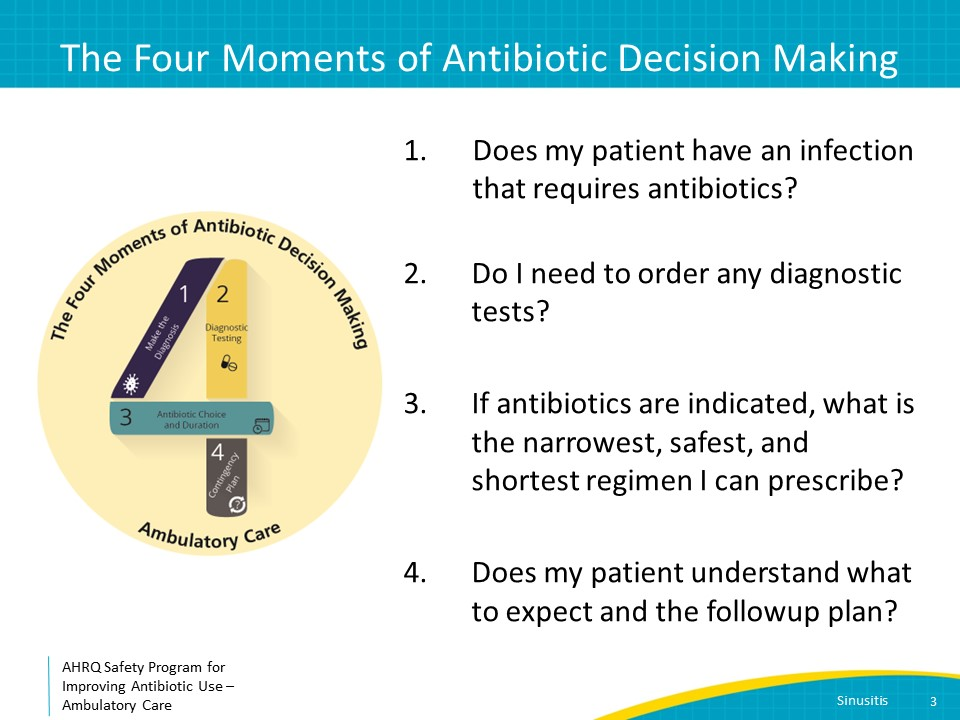 The Four Moments of Antibiotic Decision Making
The Four Moments of Antibiotic Decision Making
1
Make the
Diagnosis
2
Diagnostic
Testing
3
Antibiotic Choice
and Duration
4
Contingency
Plan
?
Ambulatory Care
1. Does my patient have an infection
that requires antibiotics?
2. Do I need to order any diagnostic
tests?
3. If antibiotics are indicated, what is
the narrowest, safest, and
shortest regimen I can prescribe?
4. Does my patient understand what
to expect and the followup plan?
AHRQ Safety Program for
Improving Antibiotic Use –
Ambulatory Care
Sinusitis 3